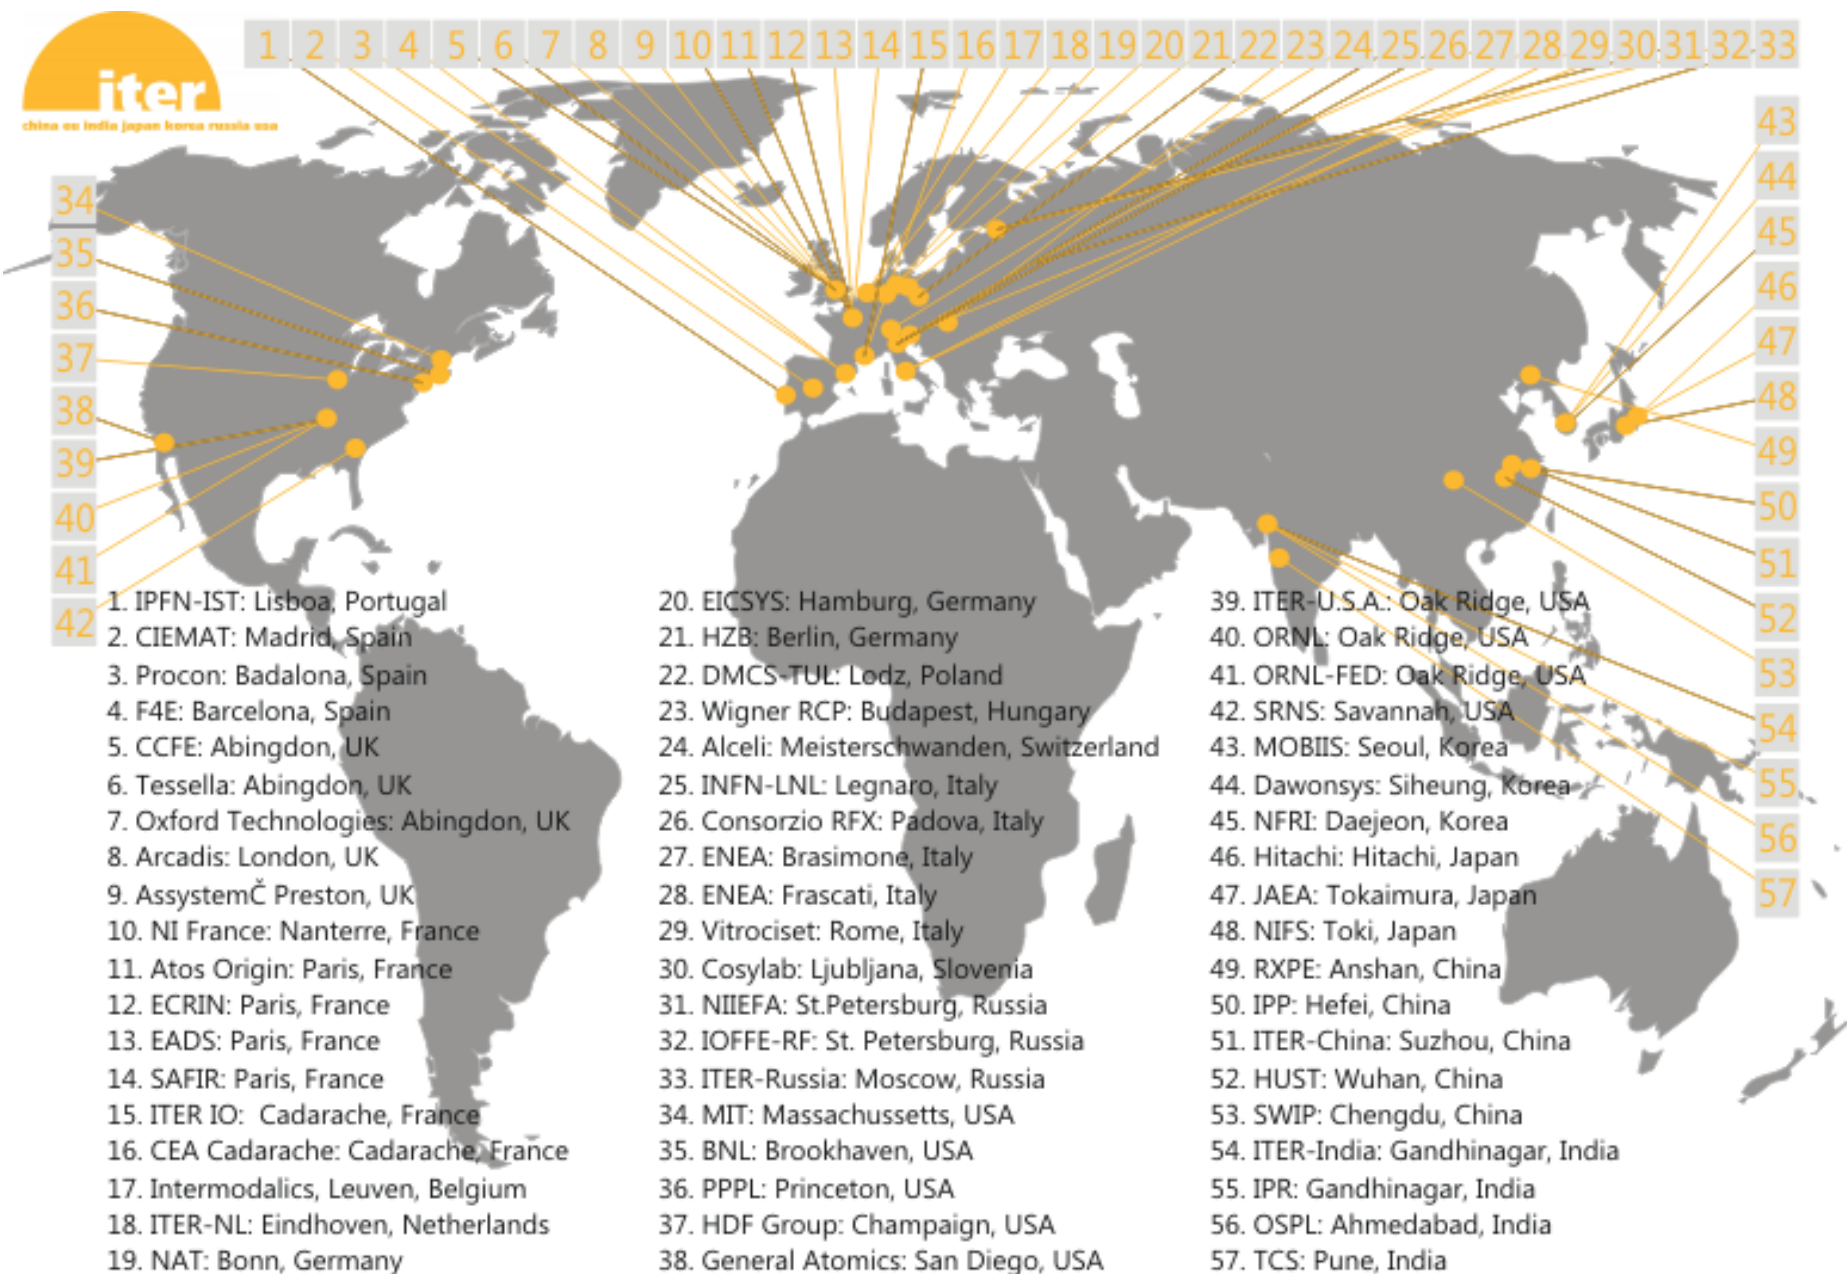 iter
china eu india japan korea russia usa
1 2 3 4 5 6 7 8 9 10 11 12 13 14 15 16 17 18 19 20 21 22 23 24 25 26 27 28 29 30 31 32 33
34
35
36
37
38
39
40
41
42
43
44
45
46
47
48
49
50
51
52
53
54
55
56
57
1. IPFN-IST: Lisboa, Portugal
2. CIEMAT: Madrid, Spain
3. Procon: Badalona, Spain
4. F4E: Barcelona, Spain
5. CCFE: Abingdon, UK
6. Tessella: Abingdon, UK
7. Oxford Technologies: Abingdon, UK
8. Arcadis: London, UK
9. AssystemČ Preston, UK
10. NI France: Nanterre, France
11. Atos Origin: Paris, France
12. ECRIN: Paris, France
13. EADS: Paris, France
14. SAFIR: Paris, France
15. ITER IO: Cadarache, France
16. CEA Cadarache: Cadarache, France
17. Intermodalics, Leuven, Belgium
18. ITER-NL: Eindhoven, Netherlands
19. NAT: Bonn, Germany
20. EICSYS: Hamburg, Germany
21. HZB: Berlin, Germany
22. DMCS-TUL: Lodz, Poland
23. Wigner RCP: Budapest, Hungary
24. Alceli: Meisterschwanden, Switzerland
25. INFN-LNL: Legnaro, Italy
26. Consorzio RFX: Padova, Italy
27. ENEA: Brasimone, Italy
28. ENEA: Frascati, Italy
29. Vitrociset: Rome, Italy
30. Cosylab: Ljubljana, Slovenia
31. NIIEFA: St.Petersburg, Russia
32. IOFFE-RF: St. Petersburg, Russia
33. ITER-Russia: Moscow, Russia
34. MIT: Massachussetts, USA
35. BNL: Brookhaven, USA
36. PPPL: Princeton, USA
37. HDF Group: Champaign, USA
38. General Atomics: San Diego, USA
39. ITER-U.S.A.: Oak Ridge, USA
40. ORNL: Oak Ridge, USA
41. ORNL-FED: Oak Ridge, USA
42. SRNS: Savannah, USA
43. MOBIIS: Seoul, Korea
44. Dawonsys: Siheung, Korea
45. NFRI: Daejeon, Korea
46. Hitachi: Hitachi, Japan
47. JAEA: Tokaimura, Japan
48. NIFS: Toki, Japan
49. RXPE: Anshan, China
50. IPP: Hefei, China
51. ITER-China: Suzhou, China
52. HUST: Wuhan, China
53. SWIP: Chengdu, China
54. ITER-India: Gandhinagar, India
55. IPR: Gandhinagar, India
56. OSPL: Ahmedabad, India
57. TCS: Pune, India